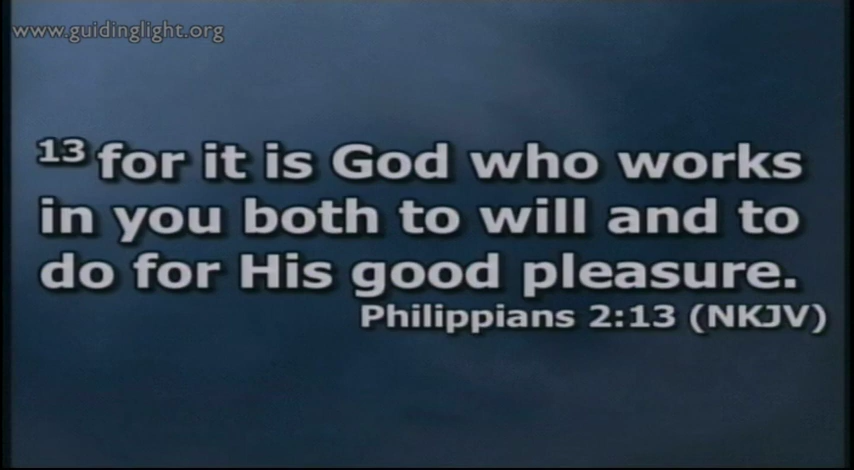 www.guidinglight.org
13 for it is God who works
in you both to will and to
do for His good pleasure.
Philippians 2:13 (NKJV)